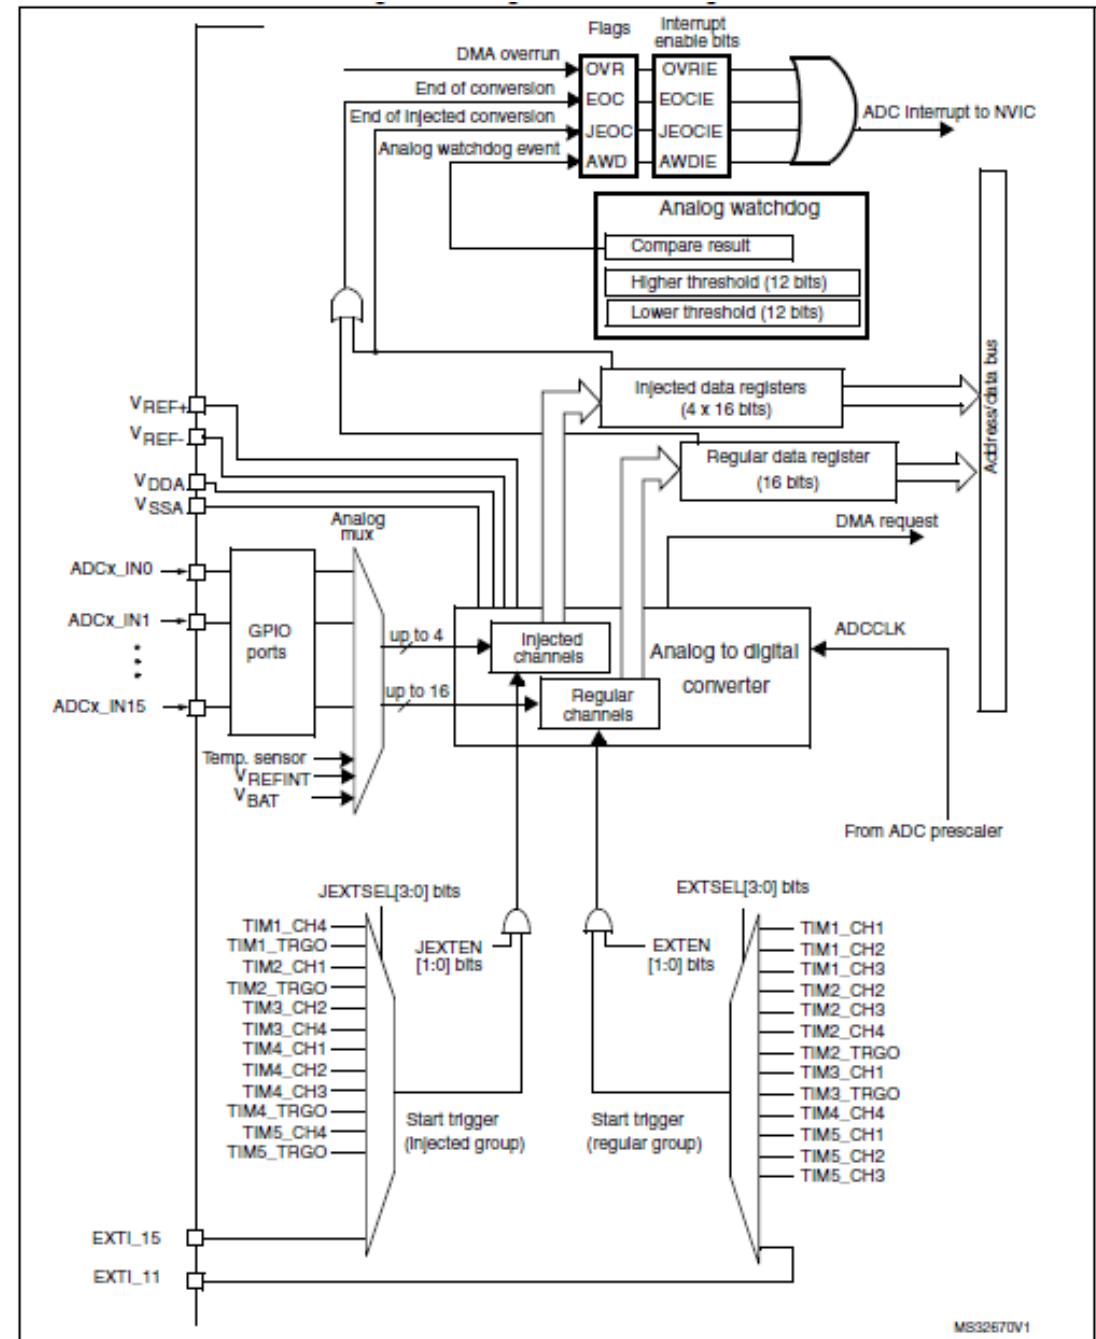 Flags
Interrupt
enable bits
DMA overrun
OVR
OVRIE
End of conversion
EOC
EOCIE
ADC Interrupt to NVIC
End of Injected conversion
JEOC
JEOCIE
Analog watchdog event
AWD
AWDIE
Analog watchdog
Compare result
Higher threshold (12 bits)
Lower threshold (12 bits)
Address/data bus
Injected data registers
(4 x 16 bits)
VREF+
VREF-
Regular data register
(16 bits)
VDDA
VSSA
Analog
mux
DMA request
ADCx_IN0
ADCx_IN1
GPIO
ports
up to 4
Injected
channels
Analog to digital
converter
ADCCLK
up to 16
Regular
channels
ADCx_IN15
Temp. sensor
VREFINT
VBAT
From ADC prescaler
JEXTSEL[3:0] bits
EXTSEL[3:0] bits
TIM1_CH4
TIM1_TRGO
TIM2_CH1
TIM2_TRGO
TIM3_CH2
TIM3_CH4
TIM4_CH1
TIM4_CH2
TIM4_CH3
TIM4_TRGO
TIM5_CH4
TIM5_TRGO
JEXTEN
[1:0] bits
EXTEN
[1:0] bits
TIM1_CH1
TIM1_CH2
TIM1_CH3
TIM2_CH2
TIM2_CH3
TIM2_CH4
TIM2_TRGO
TIM3_CH1
TIM3_TRGO
TIM4_CH4
TIM5_CH1
TIM5_CH2
TIM5_CH3
Start trigger
(Injected group)
Start trigger
(regular group)
EXTI_15
EXTI_11
MS32670V1